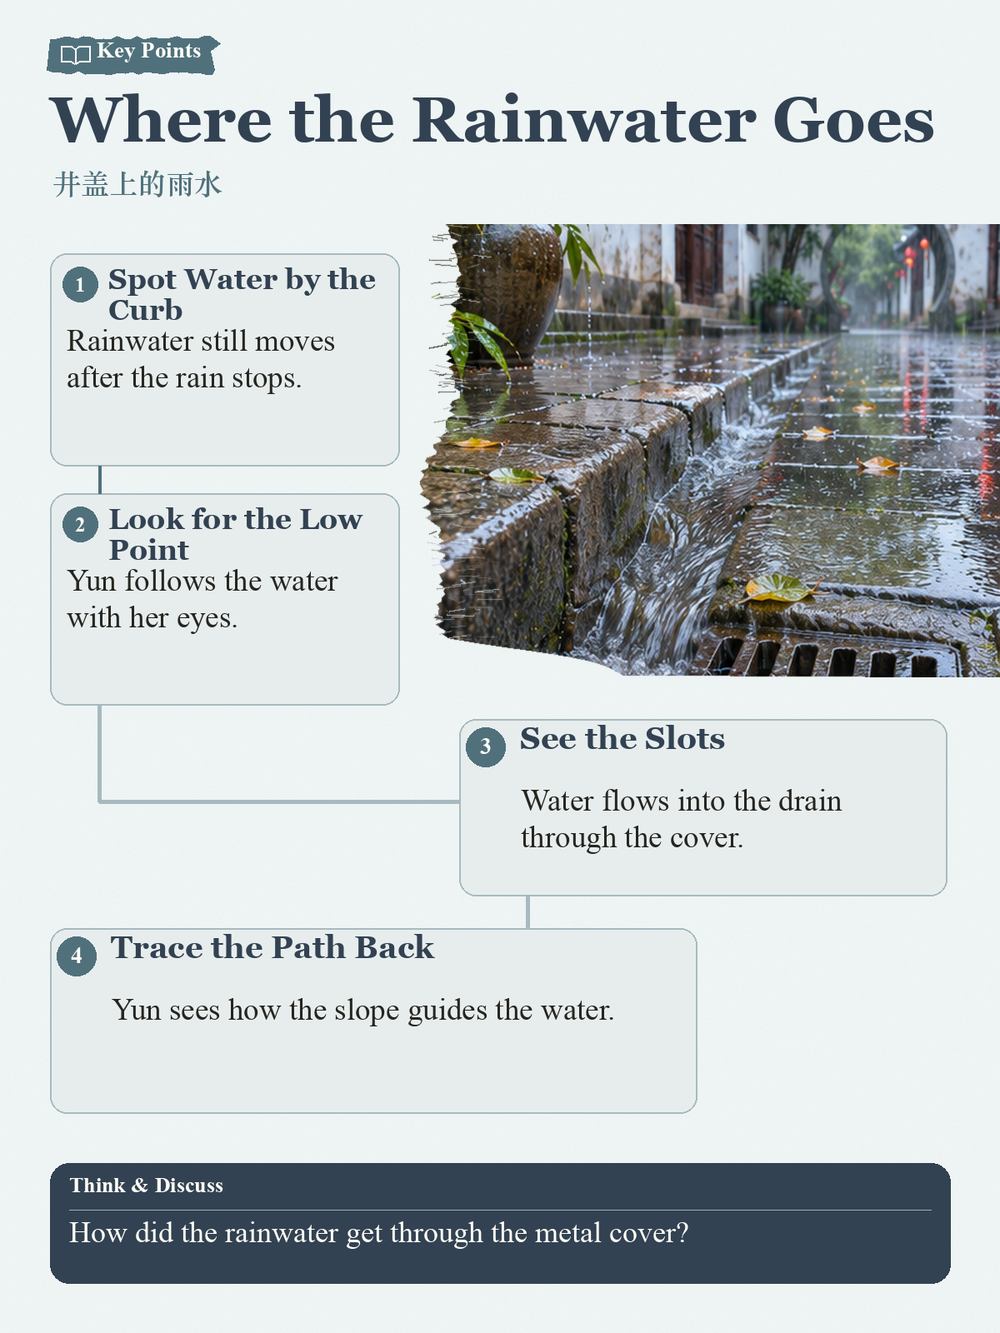 Key Points
Where the Rainwater Goes
井盖上的雨水
1
Spot Water by the
Curb
Rainwater still moves
after the rain stops.
2
Look for the Low
Point
Yun follows the water
with her eyes.
3
See the Slots
Water flows into the drain
through the cover.
4
Trace the Path Back
Yun sees how the slope guides the water.
Think & Discuss
How did the rainwater get through the metal cover?